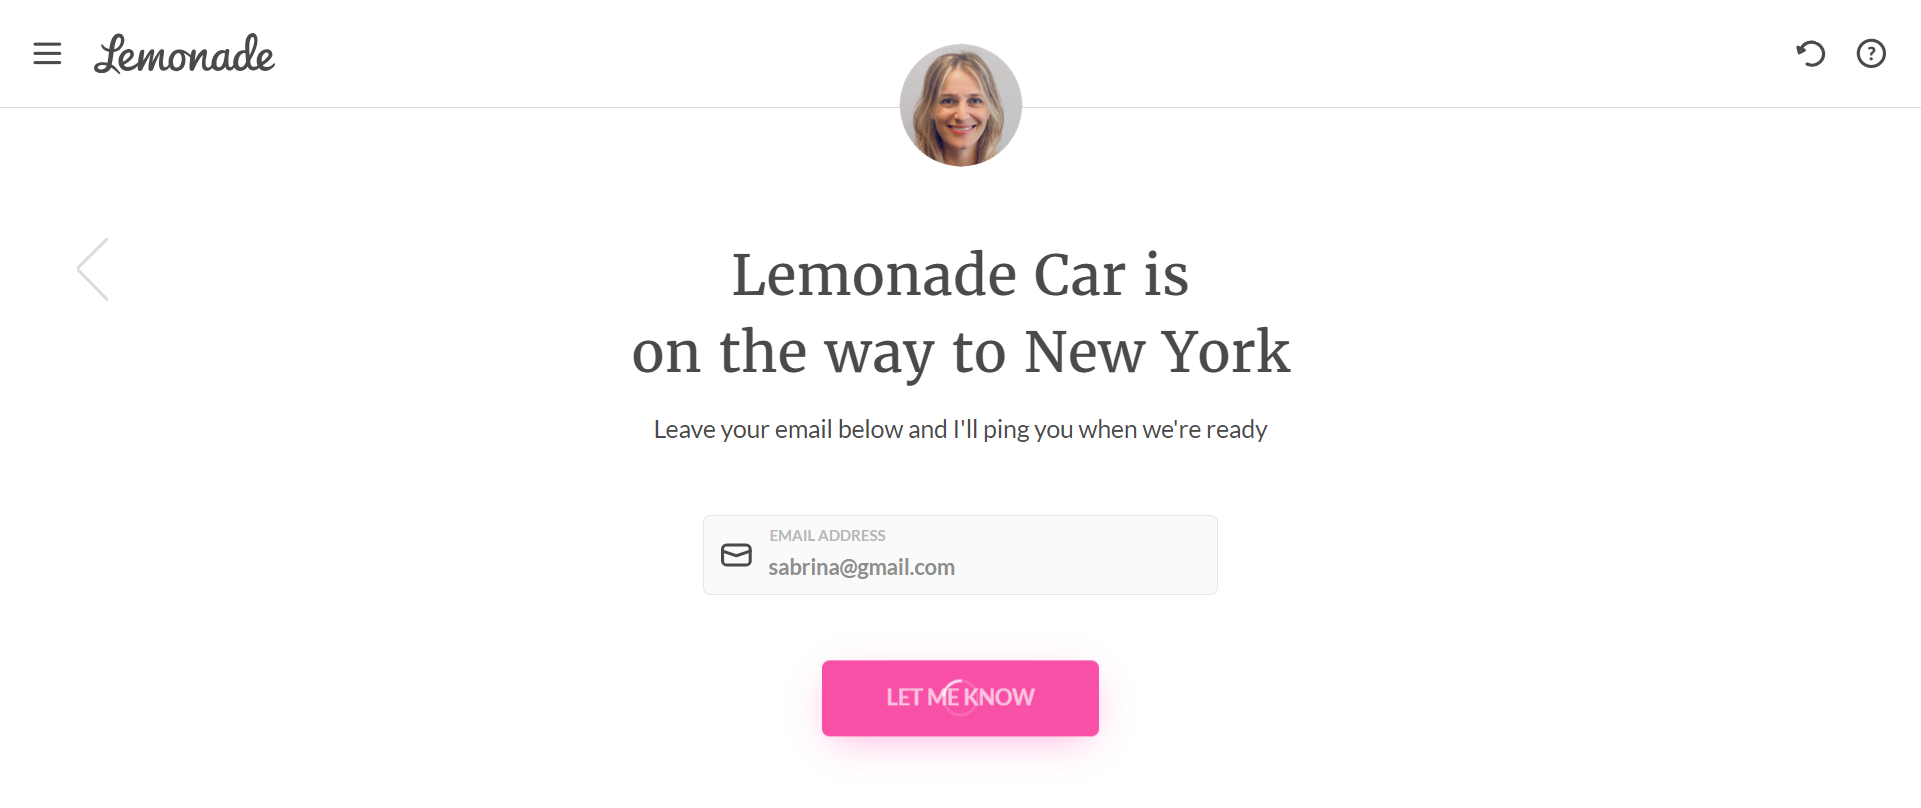 Lemonade
Lemonade Car is
on the way to New York
Leave your email below and I'll ping you when we're ready
EMAIL ADDRESS
sabrina@gmail.com
LET ME KNOW